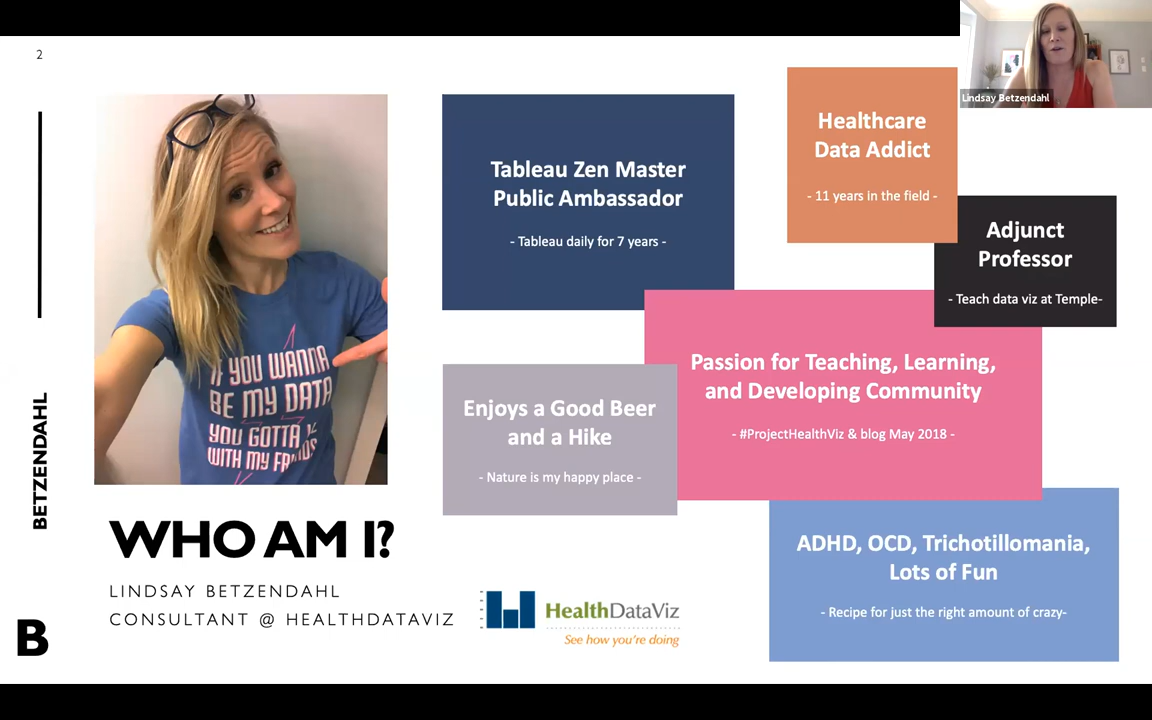 2
Lindsay Betzendahl
Healthcare
Data Addict
- 11 years in the field -
Tableau Zen Master
Public Ambassador
- Tableau daily for 7 years -
Adjunct
Professor
- Teach data viz at Temple-
IF YOU WANNA
BE MY DATA
YOU GOTTA
WITH MY
Passion for Teaching, Learning,
and Developing Community
- #ProjectHealthViz & blog May 2018 -
Enjoys a Good Beer
and a Hike
- Nature is my happy place -
BETZENDAHL
WHO AM I?
LINDSAY BETZENDAHL
CONSULTANT @ HEALTHDATAVIZ
HealthDataViz
See how you're doing
ADHD, OCD, Trichotillomania,
Lots of Fun
- Recipe for just the right amount of crazy-
B